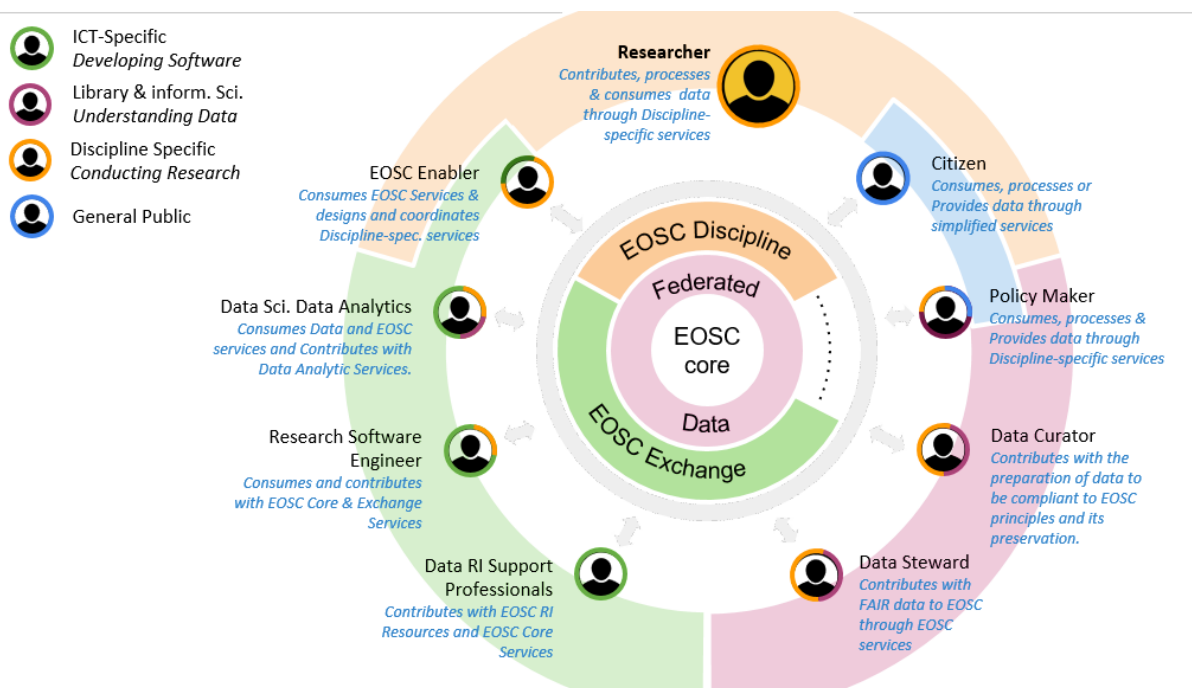 ICT-Specific
Developing Software
Library & inform. Sci.
Understanding Data
Discipline Specific
Conducting Research
General Public
Researcher
Contributes, processes
& consumes data
through Discipline-
specific services
EOSC Enabler
Consumes EOSC Services &
designs and coordinates
Discipline-spec. services
Citizen
Consumes, processes or
Provides data through
simplified services
Data Sci. Data Analytics
Consumes Data and EOSC
services and Contributes with
Data Analytic Services.
Policy Maker
Consumes, processes &
Provides data through
Discipline-specific services
Research Software
Engineer
Consumes and contributes
with EOSC Core & Exchange
Services
Data Curator
Contributes with the
preparation of data to
be compliant to EOSC
principles and its
preservation.
Data RI Support
Professionals
Contributes with EOSC RI
Resources and EOSC Core
Services
Data Steward
Contributes with
FAIR data to EOSC
through EOSC
services
EOSC Discipline
Federated
EOSC
core
Data
EOSC Exchange